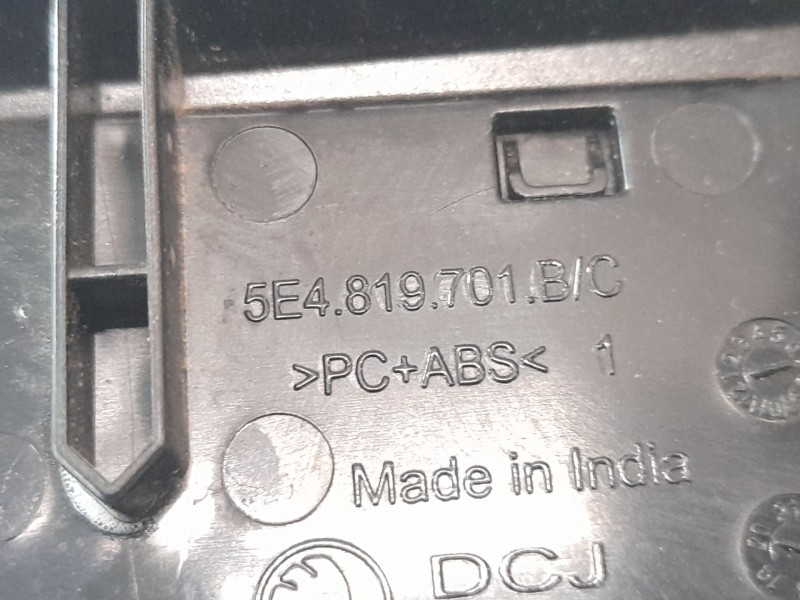 5E4.819.701.B/C
>PC+ABS< 1
Made in India
DCJ